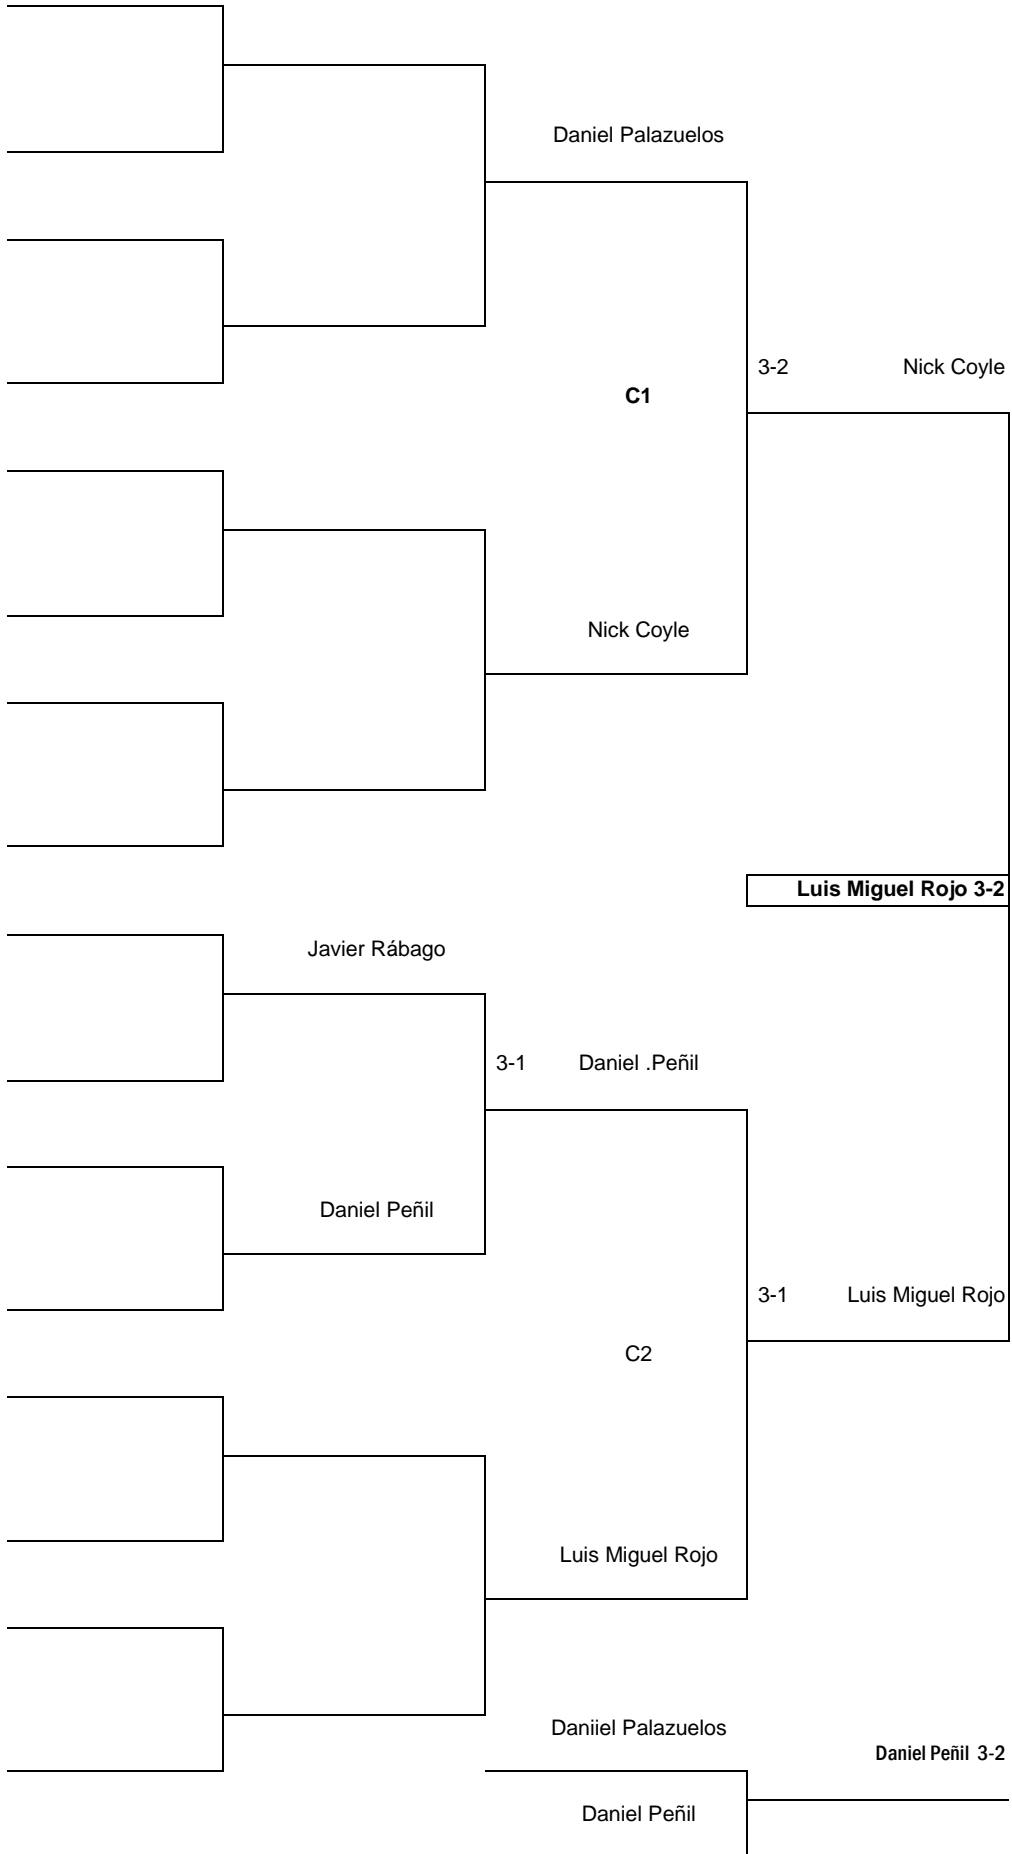 Daniel Palazuelos
3-2 Nick Coyle
C1
Nick Coyle
Luis Miguel Rojo 3-2
Javier Rábago
3-1 Daniel .Peñil
Daniel Peñil
3-1 Luis Miguel Rojo
C2
Luis Miguel Rojo
Daniiel Palazuelos
Daniel Peñil 3-2
Daniel Peñil